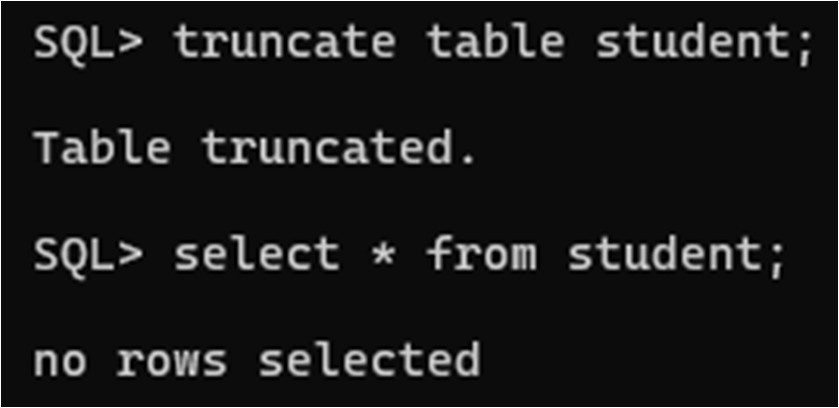 SQL> truncate table student;
Table truncated.
SQL> select * from student;
no rows selected